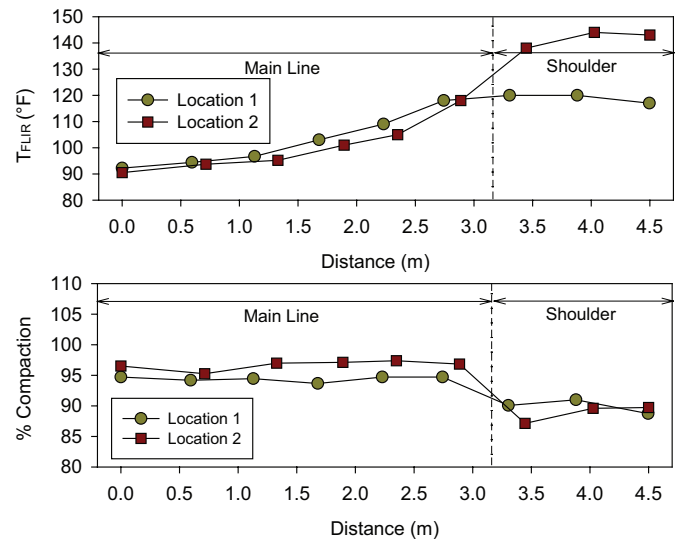 150
140
130
120
110
100
90
80
T_FLIR (°F)
Main Line
Shoulder
Location 1
Location 2
0.0 0.5 1.0 1.5 2.0 2.5 3.0 3.5 4.0 4.5
Distance (m)
110
105
100
95
90
85
80
% Compaction
Main Line
Shoulder
Location 1
Location 2
0.0 0.5 1.0 1.5 2.0 2.5 3.0 3.5 4.0 4.5
Distance (m)